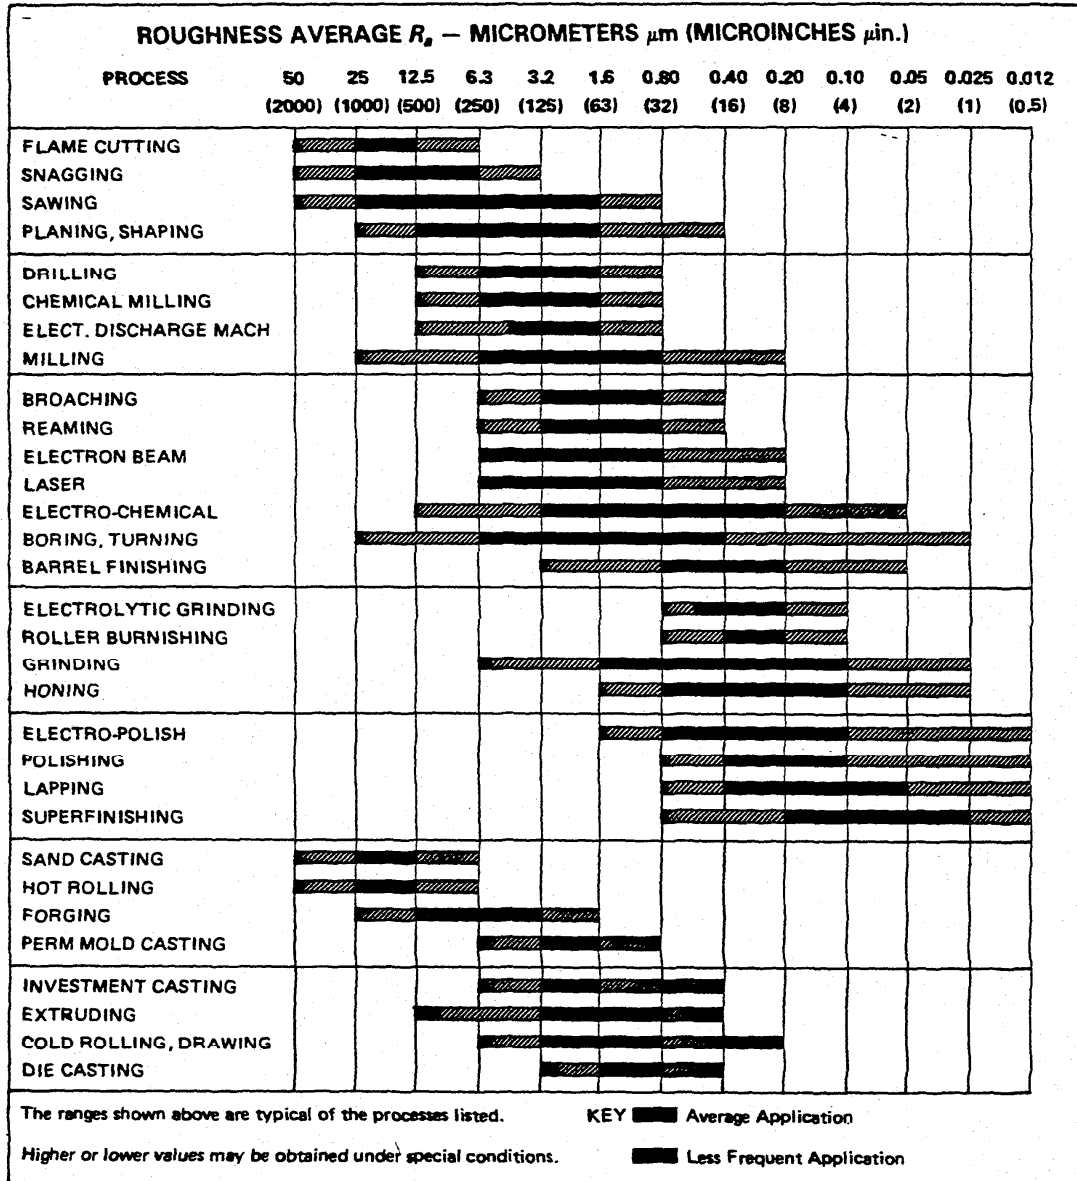 ROUGHNESS AVERAGE Rₐ — MICROMETERS μm (MICROINCHES μin.)
PROCESS 50 25 12.5 6.3 3.2 1.6 0.80 0.40 0.20 0.10 0.05 0.025 0.012
(2000) (1000) (500) (250) (125) (63) (32) (16) (8) (4) (2) (1) (0.5)
FLAME CUTTING
SNAGGING
SAWING
PLANING, SHAPING
DRILLING
CHEMICAL MILLING
ELECT. DISCHARGE MACH
MILLING
BROACHING
REAMING
ELECTRON BEAM
LASER
ELECTRO-CHEMICAL
BORING, TURNING
BARREL FINISHING
ELECTROLYTIC GRINDING
ROLLER BURNISHING
GRINDING
HONING
ELECTRO-POLISH
POLISHING
LAPPING
SUPERFINISHING
SAND CASTING
HOT ROLLING
FORGING
PERM MOLD CASTING
INVESTMENT CASTING
EXTRUDING
COLD ROLLING, DRAWING
DIE CASTING
The ranges shown above are typical of the processes listed. KEY Average Application
Higher or lower values may be obtained under special conditions. Less Frequent Application